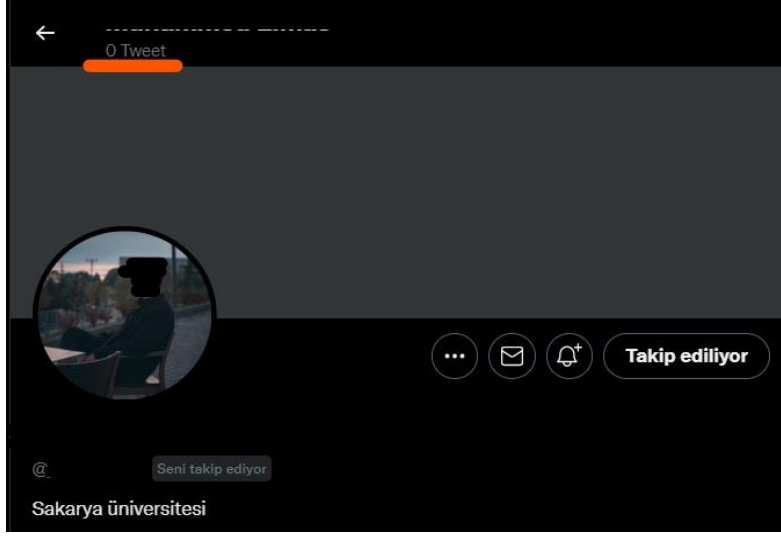 0 Tweet
Takip ediliyor
@
Seni takip ediyor
Sakarya üniversitesi